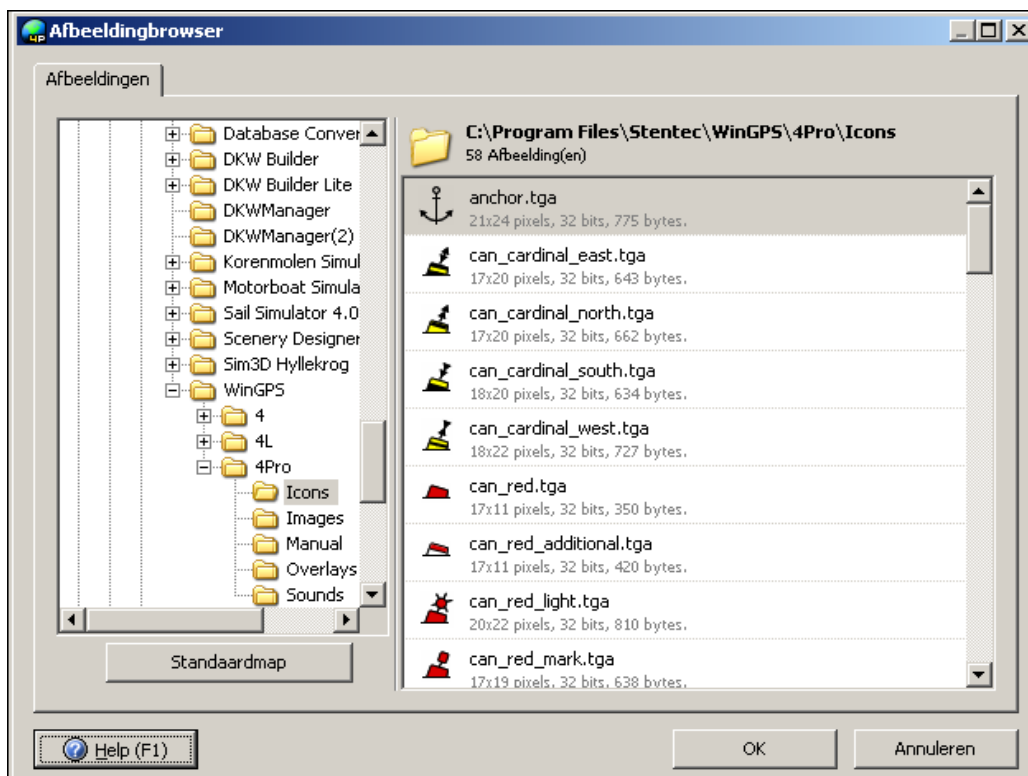 Afbeeldingbrowser
Afbeeldingen
Database Conver
DKW Builder
DKW Builder Lite
DKWManager
DKWManager(2)
Korenmolen Simul
Motorboat Simula
Sail Simulator 4.0
Scenery Designer
Sim3D Hyllekrog
WinGPS
4
4L
4Pro
Icons
Images
Manual
Overlays
Sounds
Standaardmap
C:\Program Files\Stentec\WinGPS\4Pro\Icons
58 Afbeelding(en)
anchor.tga
21x24 pixels, 32 bits, 775 bytes.
can_cardinal_east.tga
17x20 pixels, 32 bits, 643 bytes.
can_cardinal_north.tga
17x20 pixels, 32 bits, 662 bytes.
can_cardinal_south.tga
18x20 pixels, 32 bits, 634 bytes.
can_cardinal_west.tga
18x22 pixels, 32 bits, 727 bytes.
can_red.tga
17x11 pixels, 32 bits, 350 bytes.
can_red_additional.tga
17x11 pixels, 32 bits, 420 bytes.
can_red_light.tga
20x22 pixels, 32 bits, 810 bytes.
can_red_mark.tga
17x19 pixels, 32 bits, 638 bytes.
Help (F1)
OK
Annuleren